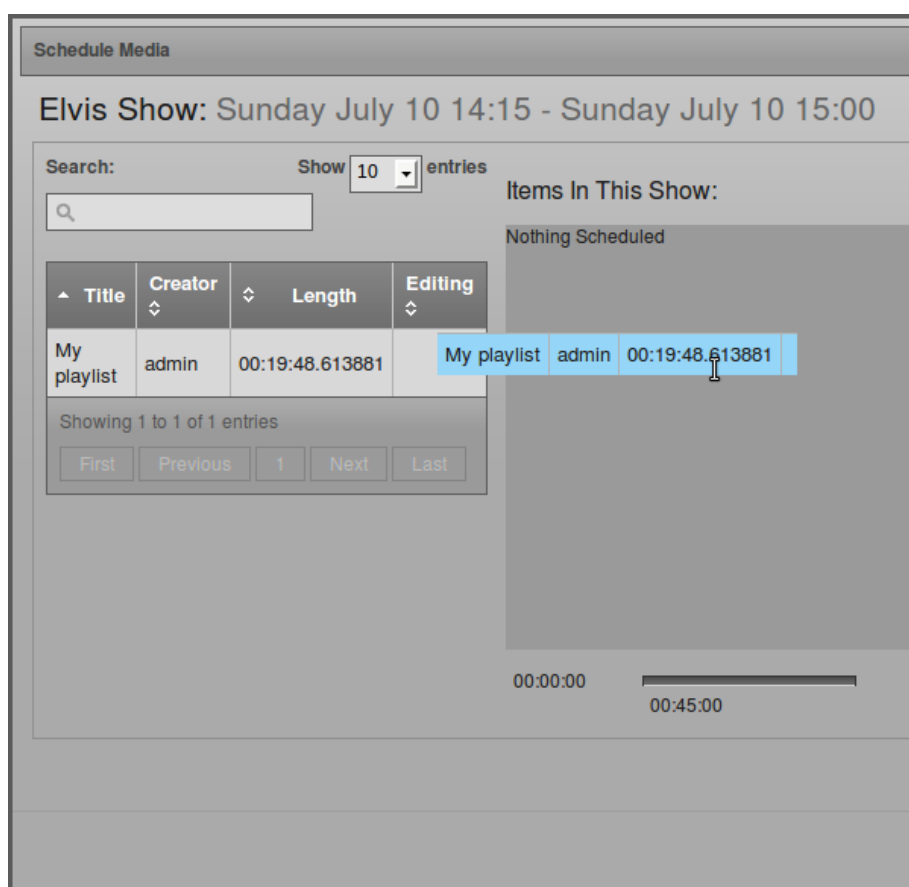 Schedule Media
Elvis Show: Sunday July 10 14:15 - Sunday July 10 15:00
Search:
Show 10 entries
Title Creator Length Editing
My playlist admin 00:19:48.613881
Showing 1 to 1 of 1 entries
First Previous 1 Next Last
Items In This Show:
Nothing Scheduled
My playlist admin 00:19:48.613881
00:00:00
00:45:00